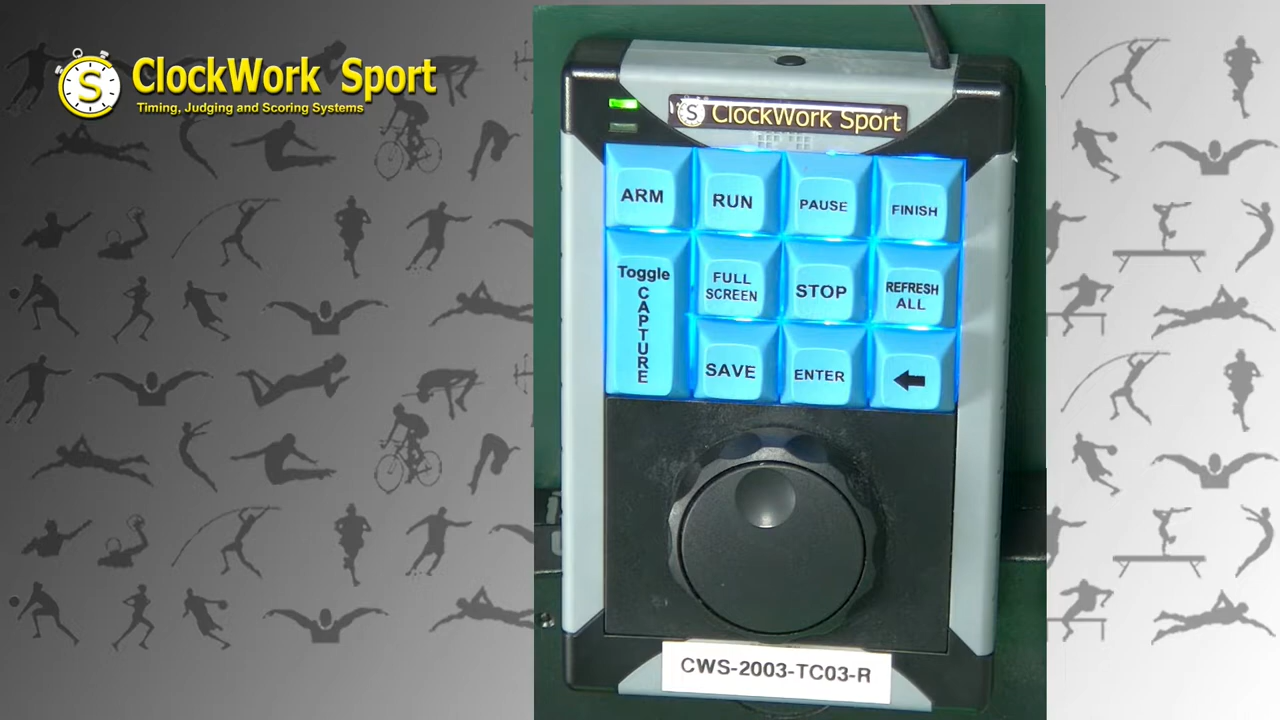 S
ClockWork Sport
Timing, Judging and Scoring Systems
S ClockWork Sport
ARM RUN PAUSE FINISH
Toggle
CAPTURE
FULL
SCREEN
STOP
REFRESH
ALL
SAVE
ENTER
CWS-2003-TC03-R